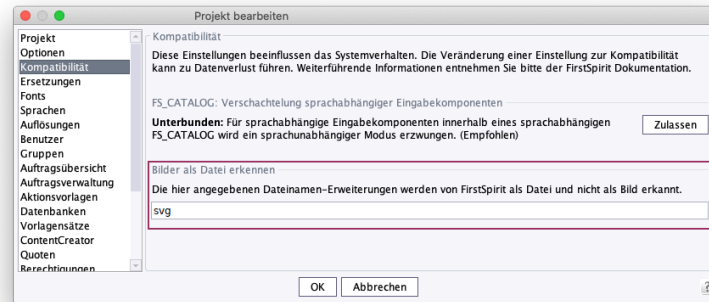 Projekt bearbeiten
Projekt
Optionen
Kompatibilität
Ersetzungen
Fonts
Sprachen
Auflösungen
Benutzer
Gruppen
Auftragsübersicht
Auftragsverwaltung
Aktionsvorlagen
Datenbanken
Vorlagensätze
ContentCreator
Quoten
Berechtigungen
Kompatibilität
Diese Einstellungen beeinflussen das Systemverhalten. Die Veränderung einer Einstellung zur Kompatibilität
kann zu Datenverlust führen. Weiterführende Informationen entnehmen Sie bitte der FirstSpirit Dokumentation.
FS_CATALOG: Verschachtelung sprachabhängiger Eingabekomponenten
Unterbunden: Für sprachabhängige Eingabekomponenten innerhalb eines sprachabhängigen
FS_CATALOG wird ein sprachunabhängiger Modus erzwungen. (Empfohlen)
Zulassen
Bilder als Datei erkennen
Die hier angegebenen Dateinamen-Erweiterungen werden von FirstSpirit als Datei und nicht als Bild erkannt.
svg
OK
Abbrechen
?